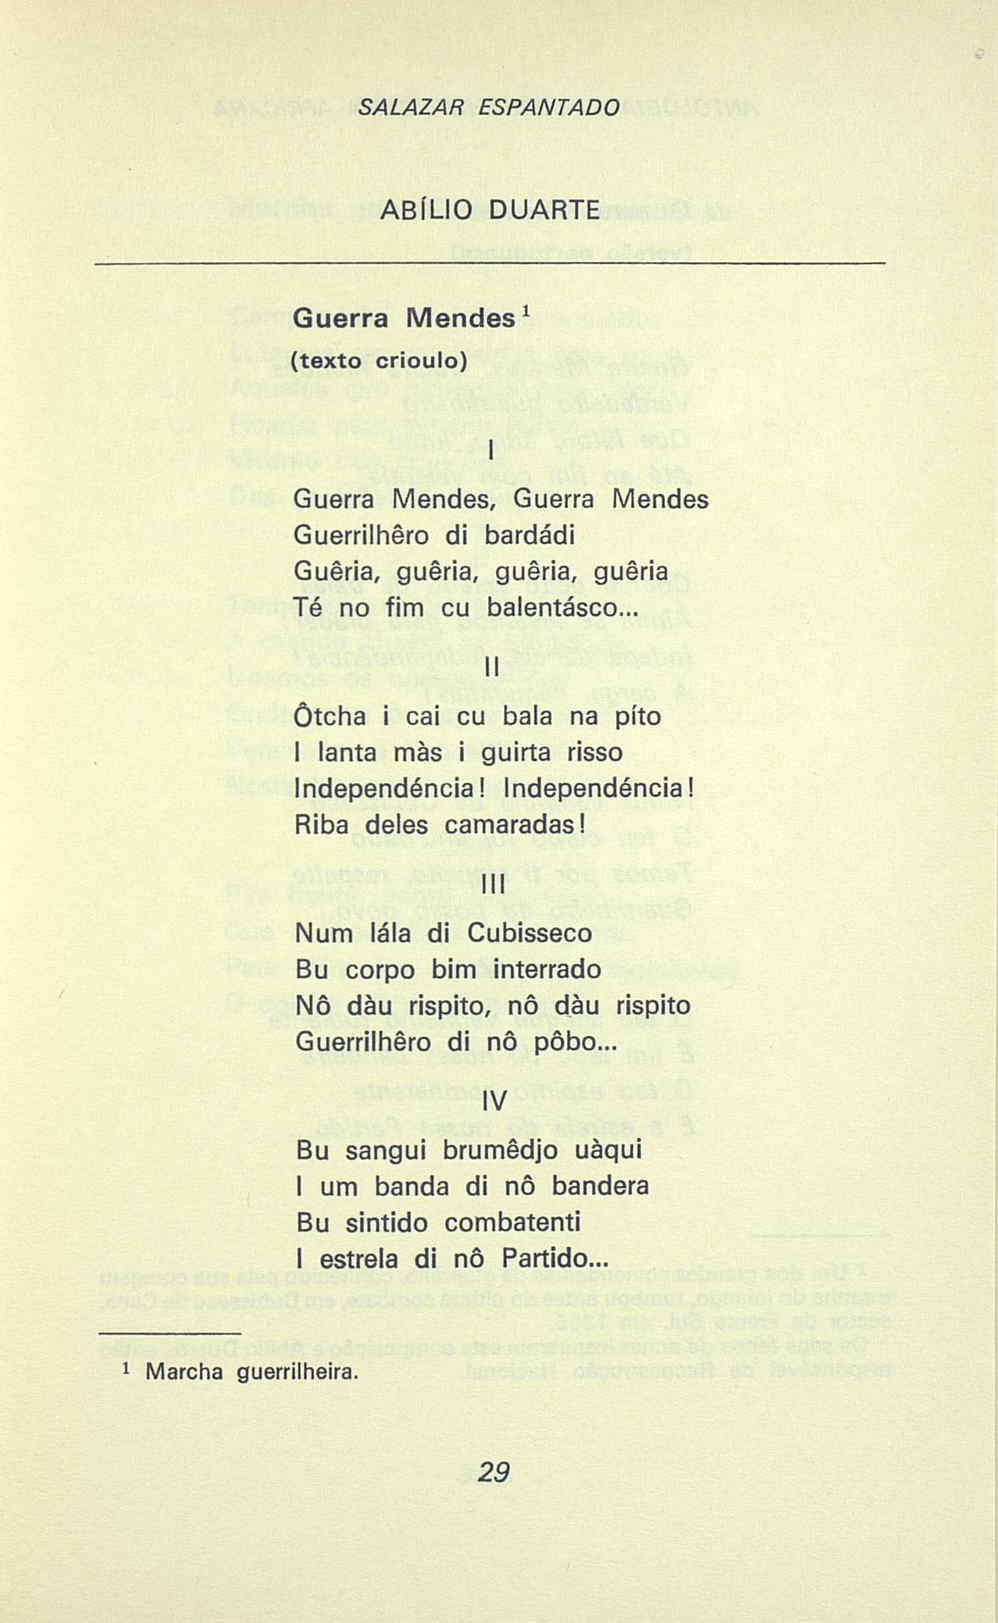 SALAZAR ESPANTADO
ABÍLIO DUARTE
Guerra Mendes¹
(texto crioulo)
I
Guerra Mendes, Guerra Mendes
Guerrilhêro di bardádi
Guêria, guêria, guêria, guêria
Té no fim cu balentásco...
II
Ôtcha i cai cu bala na píto
I lanta màs i guirta risso
Independéncia! Independéncia!
Riba deles camaradas!
III
Num lála di Cubisseco
Bu corpo bim interrado
Nô dàu rispito, nô dàu rispito
Guerrilhêro di nô pôbo...
IV
Bu sangui brumêdjo uàqui
I um banda di nô bandera
Bu sintido combatenti
I estrela di nô Partido...
¹ Marcha guerrilheira.
29